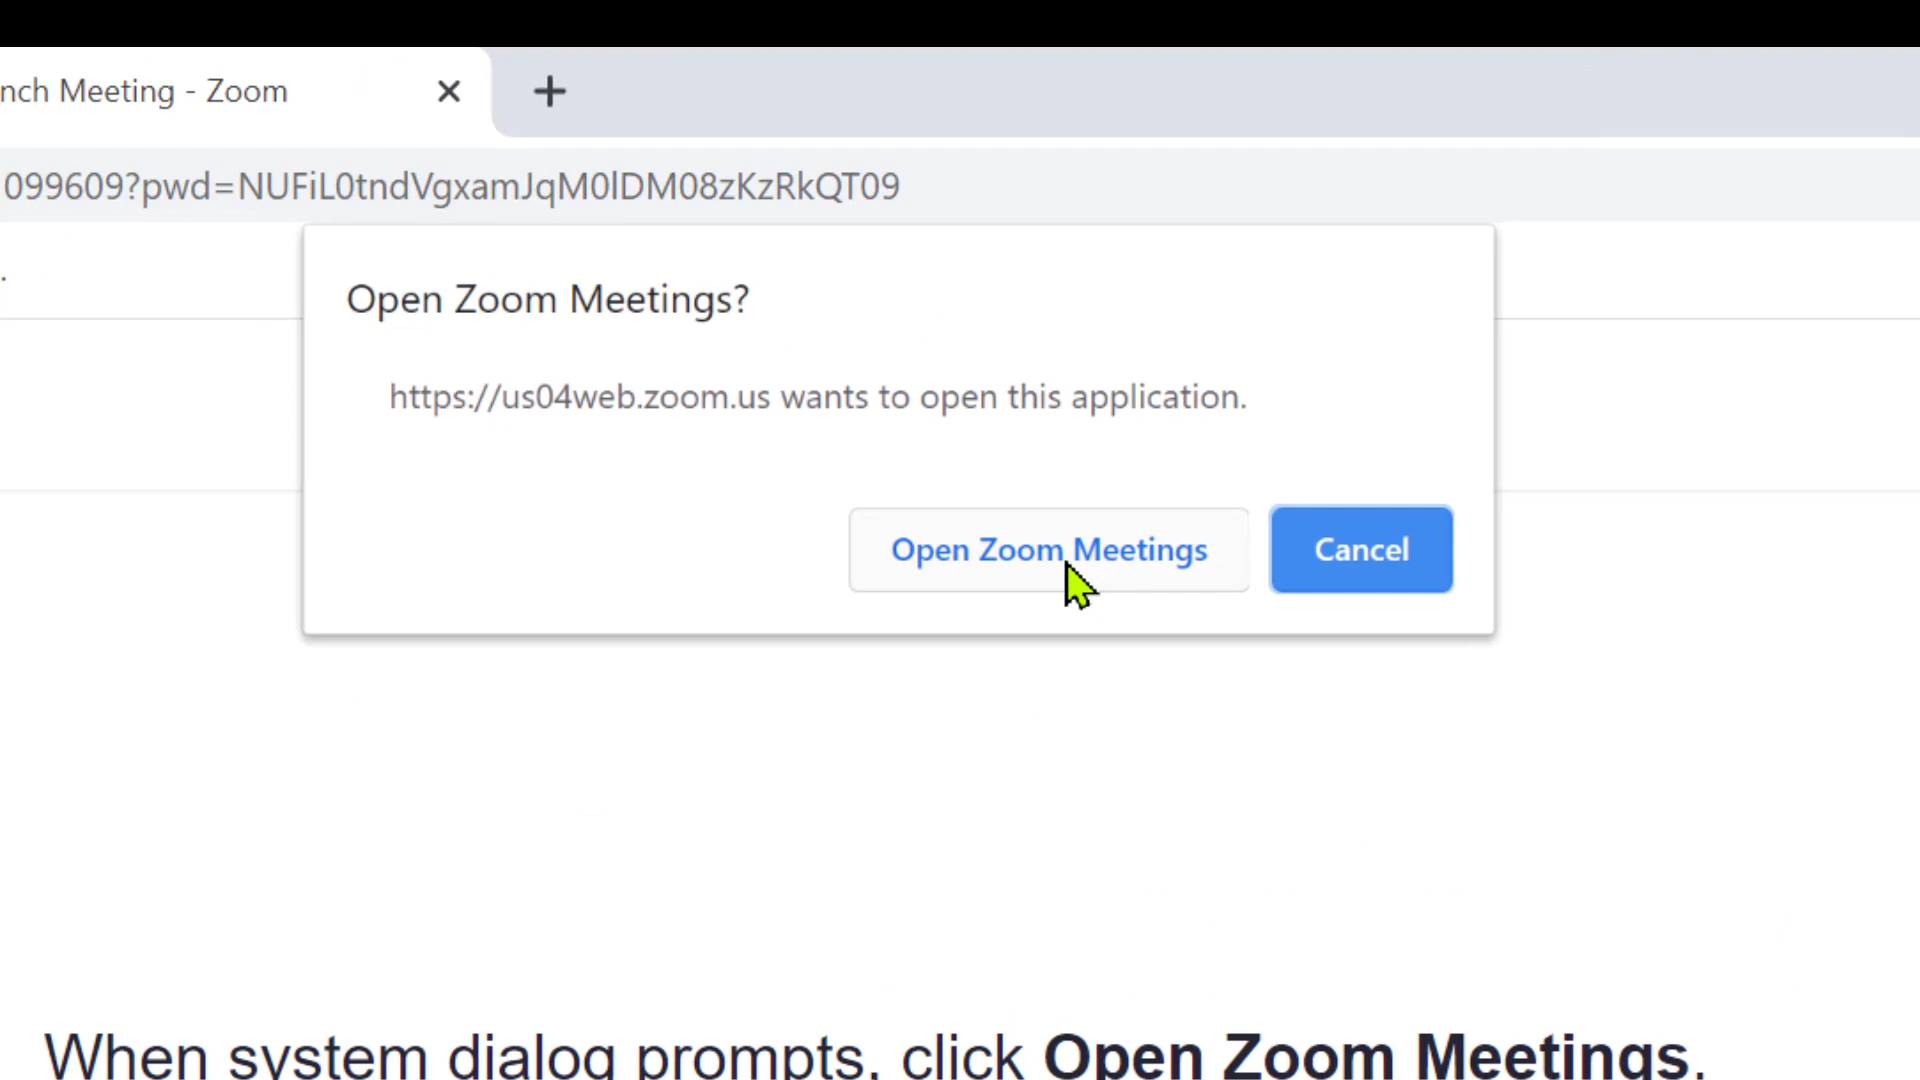 nch Meeting - Zoom
099609?pwd=NUFiL0tndVgxamJqM0lDM08zKzRkQT09
.
Open Zoom Meetings?
https://us04web.zoom.us wants to open this application.
Open Zoom Meetings
Cancel
When system dialog prompts, click Open Zoom Meetings.